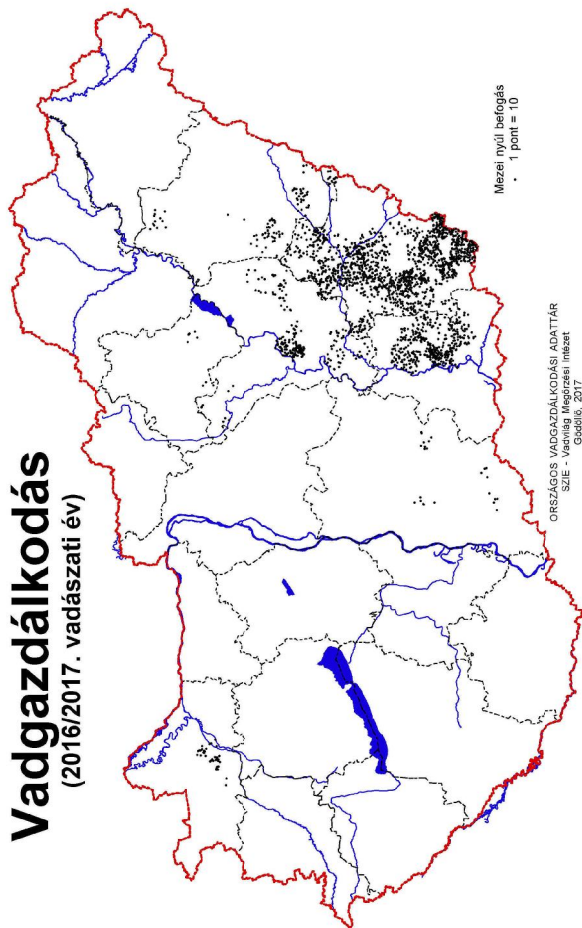 Vadgazdálkodás
(2016/2017. vadászati év)
Mezei nyúl befogás
• 1 pont = 10
ORSZÁGOS VADGAZDÁLKODÁSI ADATTÁR
SZIE - Vadvilág Megőrzési Intézet
Gödöllő, 2017